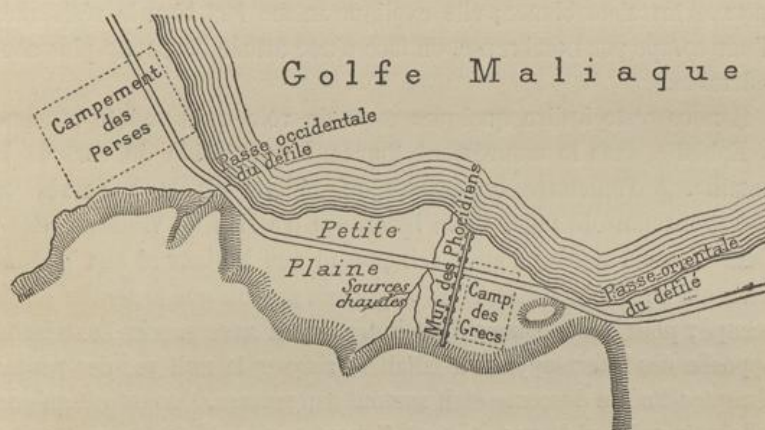 Golfe Maliaque
Campement
des
Perses
Passe occidentale
du défilé
Petite
Plaine
Sources
chaudes
Mur des Phocidiens
Camp
des
Grecs
Passe orientale
du défilé